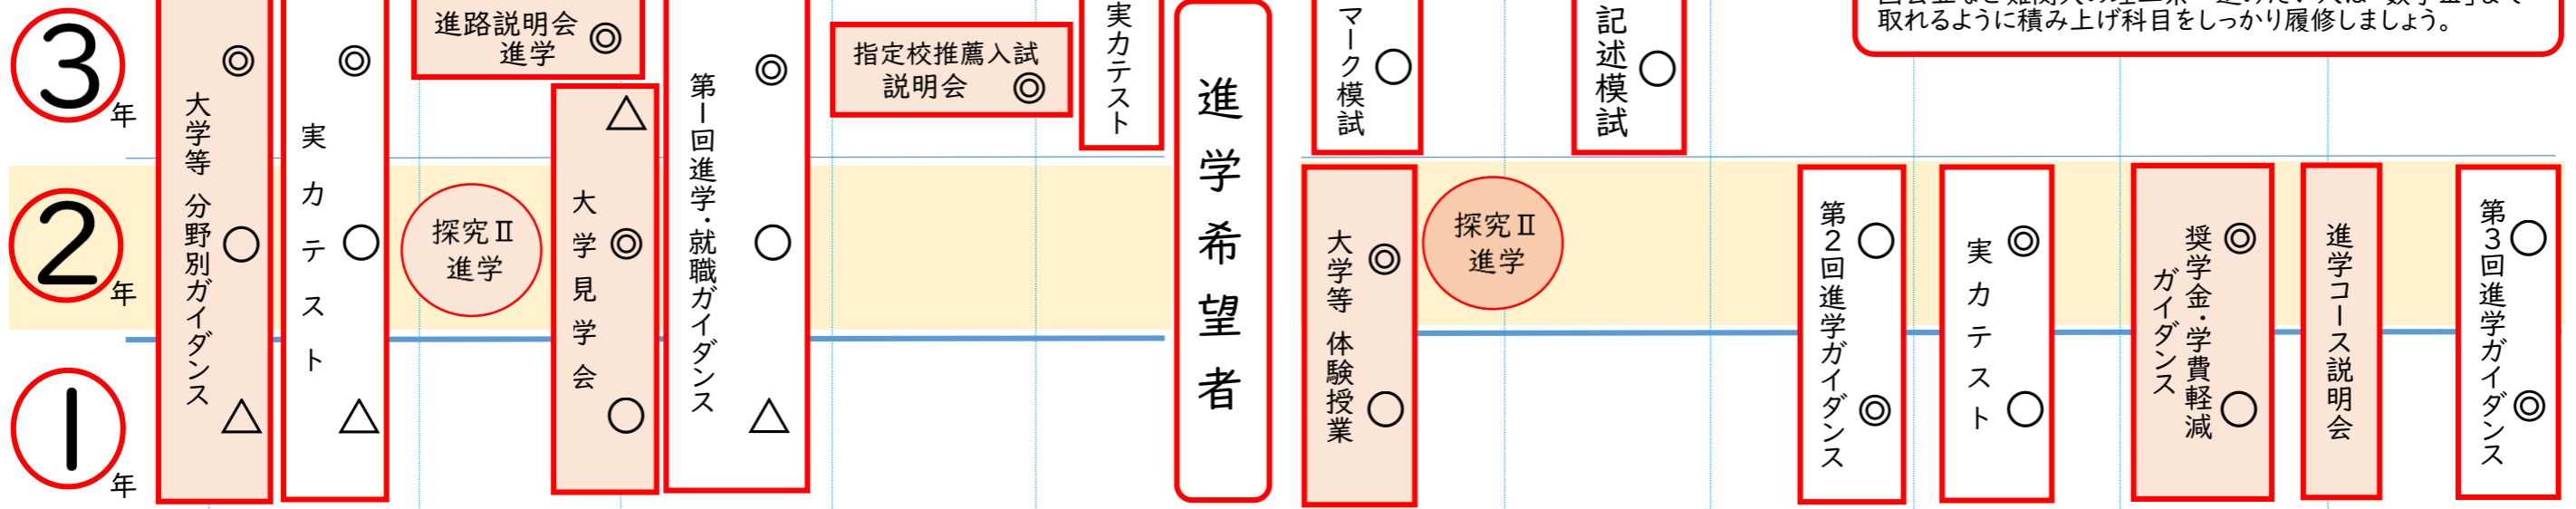 3年
2年
1年
大学等 分野別ガイダンス
◎
○
△
実力テスト
◎
○
△
進路説明会
進学
◎
探究Ⅱ
進学
大学見学会
△
◎
○
第1回進学・就職ガイダンス
◎
○
△
指定校推薦入試
説明会
◎
実力テスト
進学希望者
マーク模試
○
記述模試
○
取れるように積み上げ科目をしっかり履修しましょう。
大学等 体験授業
◎
○
探究Ⅱ
進学
第2回進学ガイダンス
○
◎
実力テスト
◎
○
奨学金・学費軽減
ガイダンス
◎
○
進学コース説明会
第3回進学ガイダンス
○
◎